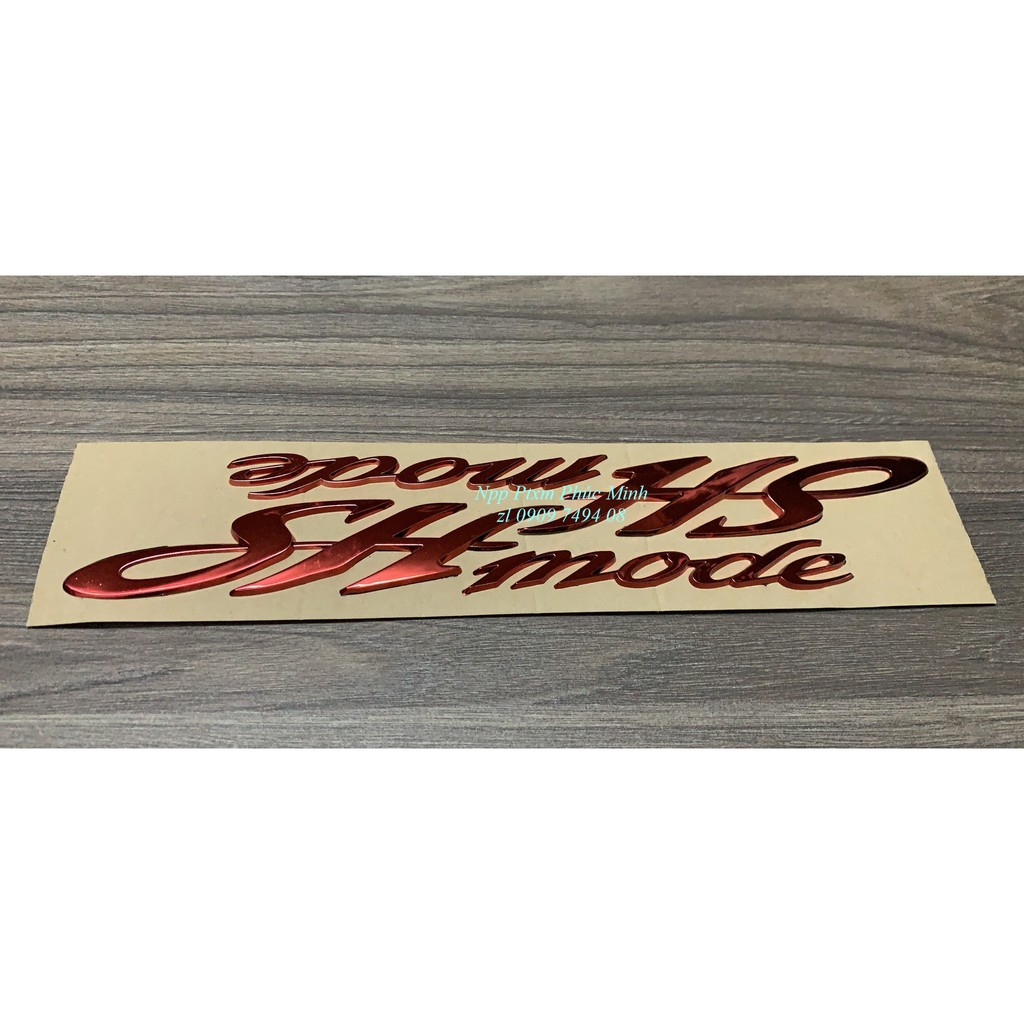 SH mode
Npp Ptxm Phúc Minh
zl 0909 7494 08
SH mode